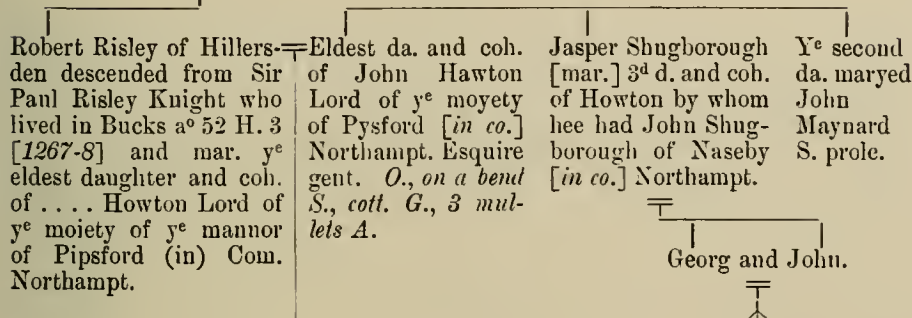 Robert Risley of Hillers-
den descended from Sir
Paul Risley Knight who
lived in Bucks aº 52 H. 3
[1267-8] and mar. yᵉ
eldest daughter and coh.
of .... Howton Lord of
yᵉ moiety of yᵉ mannor
of Pipsford (in) Com.
Northampt.
Eldest da. and coh.
of John Hawton
Lord of yᵉ moyety
of Pysford [in co.]
Northampt. Esquire
gent. O., on a bend
S., cott. G., 3 mul-
lets A.
Jasper Shugborough
[mar.] 3ᵈ d. and coh.
of Howton by whom
hee had John Shug-
borough of Naseby
[in co.] Northampt.
Yᵉ second
da. maryed
John
Maynard
S. prole.
Georg and John.